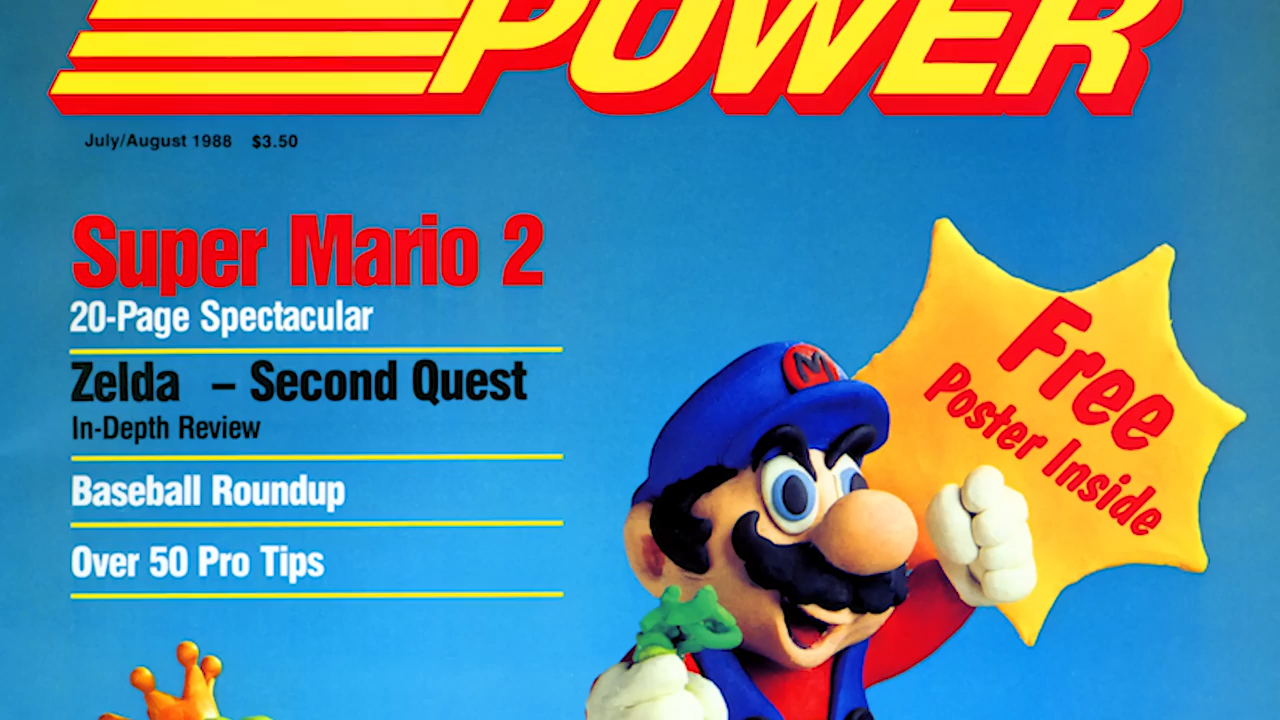 POWER
July/August 1988 $3.50
Super Mario 2
20-Page Spectacular
Zelda – Second Quest
In-Depth Review
Baseball Roundup
Over 50 Pro Tips
M
Free
Poster Inside